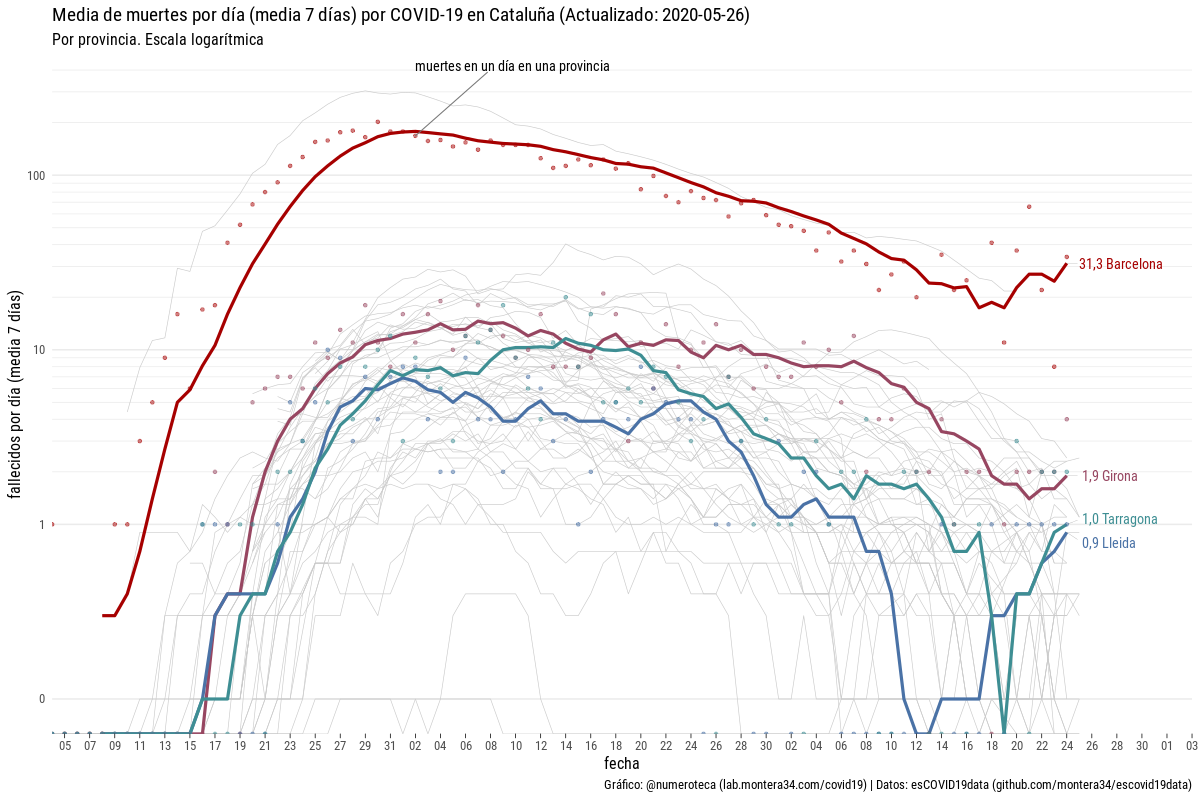 Media de muertes por día (media 7 días) por COVID-19 en Cataluña (Actualizado: 2020-05-26)
Por provincia. Escala logarítmica
muertes en un día en una provincia
fallecidos por día (media 7 días)
100
10
1
0
31,3 Barcelona
1,9 Girona
1,0 Tarragona
0,9 Lleida
05 07 09 11 13 15 17 19 21 23 25 27 29 31 02 04 06 08 10 12 14 16 18 20 22 24 26 28 30 02 04 06 08 10 12 14 16 18 20 22 24 26 28 30 01 03
fecha
Gráfico: @numeroteca (lab.montera34.com/covid19) | Datos: esCOVID19data (github.com/montera34/escovid19data)